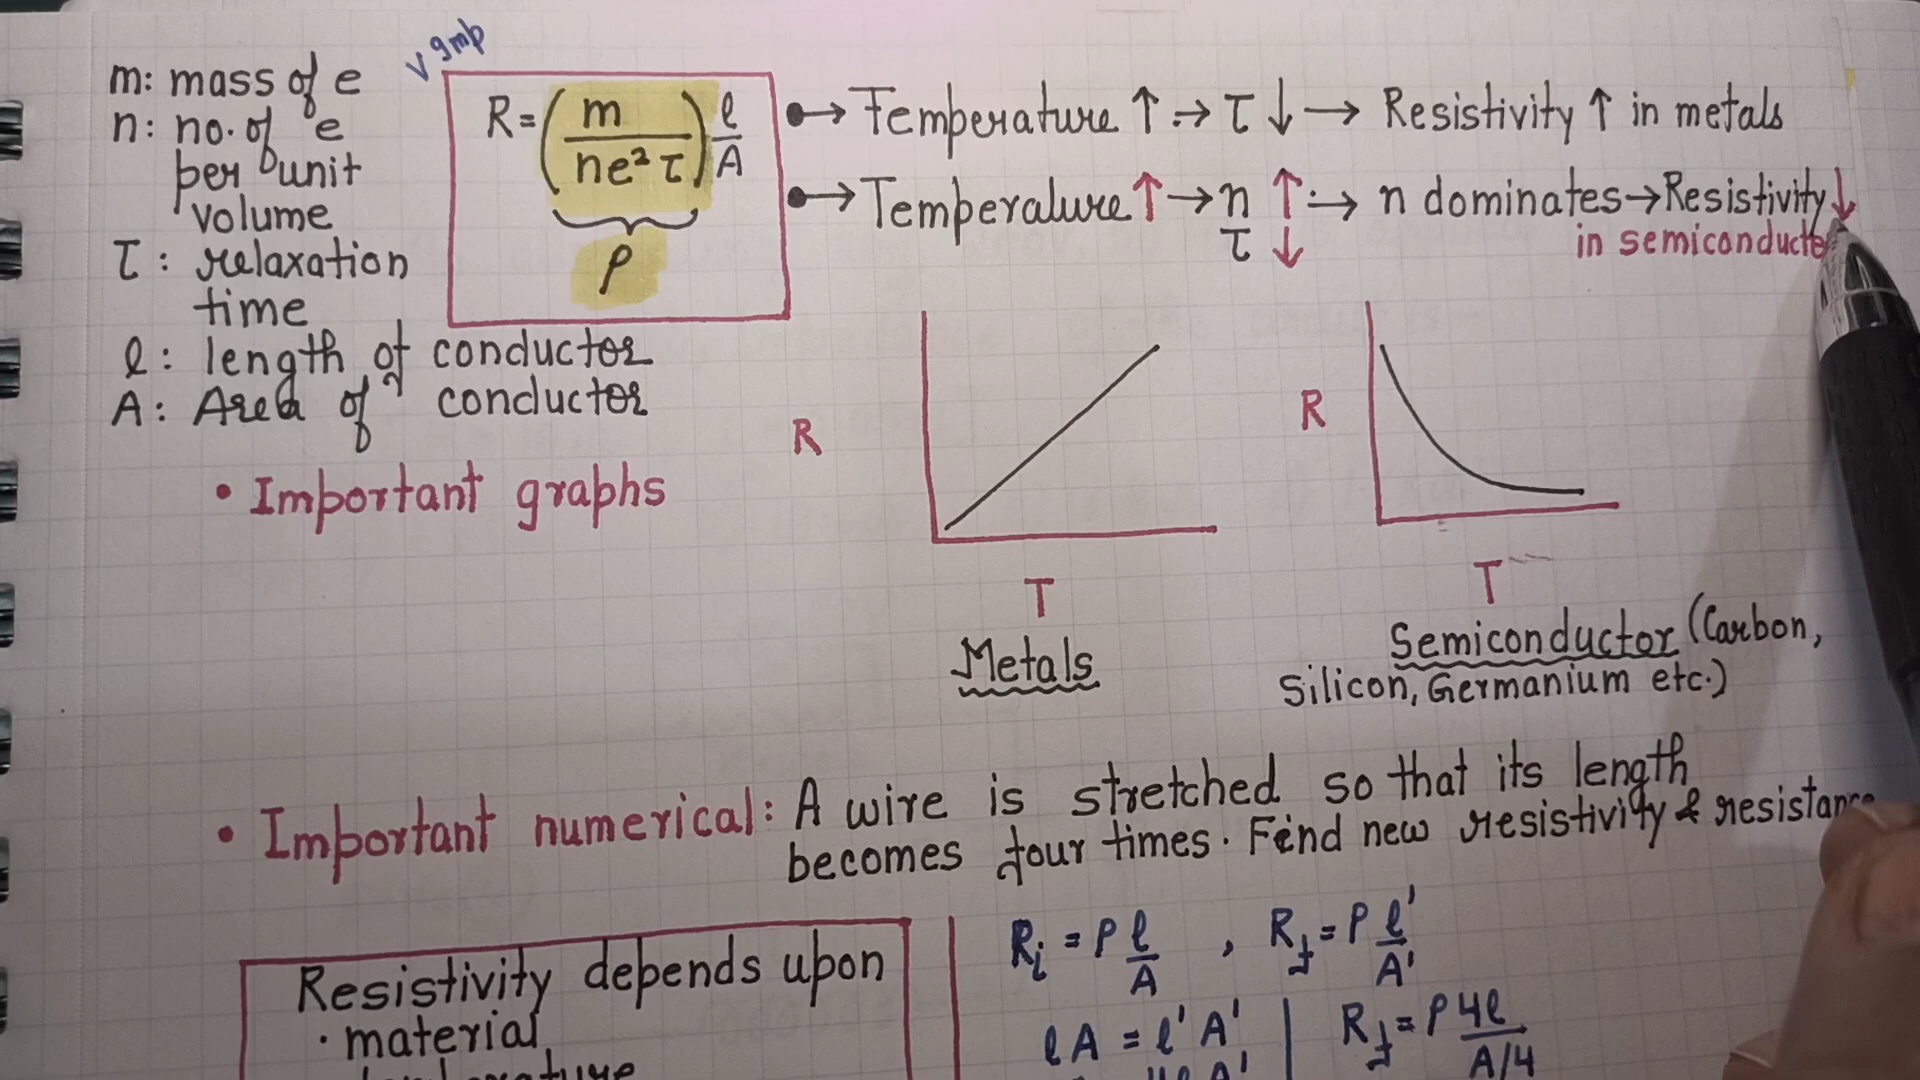 V gmp
m: mass of e
n: no. of e
per unit
volume
τ: relaxation
time
l: length of conductor
A: Area of conductor
R = (m / ne² τ) l / A
ρ
→ Temperature ↑ → τ ↓ → Resistivity ↑ in metals
→ Temperature ↑ → n ↑ → n dominates → Resistivity ↓
τ ↓
in semiconducto
• Important graphs
R
T
Metals
R
T
Semiconductor (Carbon,
Silicon, Germanium etc.)
• Important numerical: A wire is stretched so that its length
becomes four times. Find new resistivity & resistance
Resistivity depends upon
• material
Ri = ρ l / A , Rf = ρ l' / A'
lA = l'A'
Rf = ρ 4l / A/4